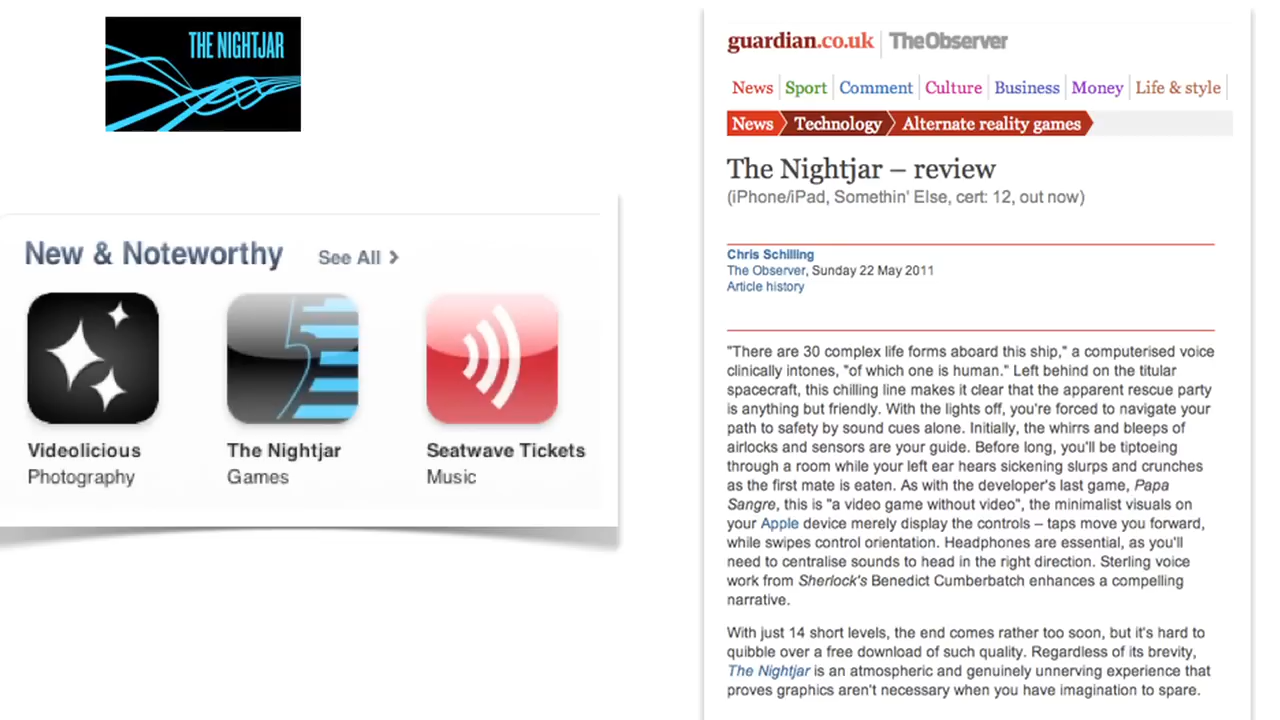 THE NIGHTJAR
New & Noteworthy See All >
Videolicious
Photography
The Nightjar
Games
Seatwave Tickets
Music
guardian.co.uk | TheObserver
News | Sport | Comment | Culture | Business | Money | Life & style |
News Technology Alternate reality games
The Nightjar – review
(iPhone/iPad, Somethin' Else, cert: 12, out now)
Chris Schilling
The Observer, Sunday 22 May 2011
Article history
"There are 30 complex life forms aboard this ship," a computerised voice
clinically intones, "of which one is human." Left behind on the titular
spacecraft, this chilling line makes it clear that the apparent rescue party
is anything but friendly. With the lights off, you're forced to navigate your
path to safety by sound cues alone. Initially, the whirrs and bleeps of
airlocks and sensors are your guide. Before long, you'll be tiptoeing
through a room while your left ear hears sickening slurps and crunches
as the first mate is eaten. As with the developer's last game, Papa
Sangre, this is "a video game without video", the minimalist visuals on
your Apple device merely display the controls – taps move you forward,
while swipes control orientation. Headphones are essential, as you'll
need to centralise sounds to head in the right direction. Sterling voice
work from Sherlock's Benedict Cumberbatch enhances a compelling
narrative.
With just 14 short levels, the end comes rather too soon, but it's hard to
quibble over a free download of such quality. Regardless of its brevity,
The Nightjar is an atmospheric and genuinely unnerving experience that
proves graphics aren't necessary when you have imagination to spare.